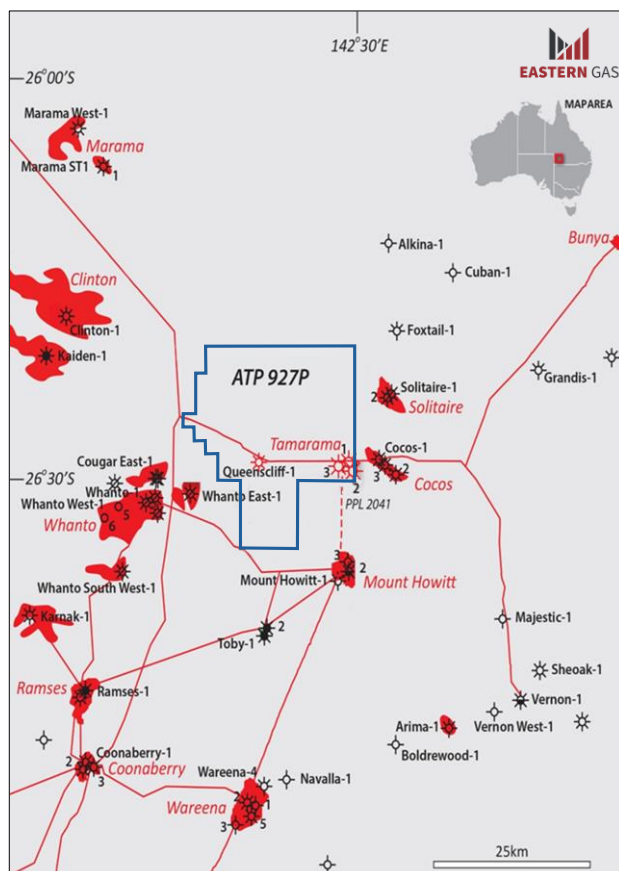 142°30'E
26°00'S
EASTERN GAS
MAPAREA
Marama West-1
Marama
Marama ST1
1
Alkina-1
Bunya
Cuban-1
Clinton
Clinton-1
Foxtail-1
Kaiden-1
ATP 927P
Grandis-1
Solitaire-1
2
Solitaire
Tamarama
1
3
2
Cocos-1
3
2
Cocos
Queenscliff-1
26°30'S
Cougar East-1
Whanto-1
Whanto East-1
Whanto West-1
5
6
Whanto
PPL 2041
Whanto South West-1
3
2
Mount Howitt-1
Mount Howitt
Karnak-1
2
Toby-1
Majestic-1
Sheoak-1
Ramses
Ramses-1
Vernon-1
Vernon West-1
Arima-1
Boldrewood-1
Coonaberry-1
2
3
Coonaberry
Wareena-4
Navalla-1
2
1
Wareena
3
5
25km